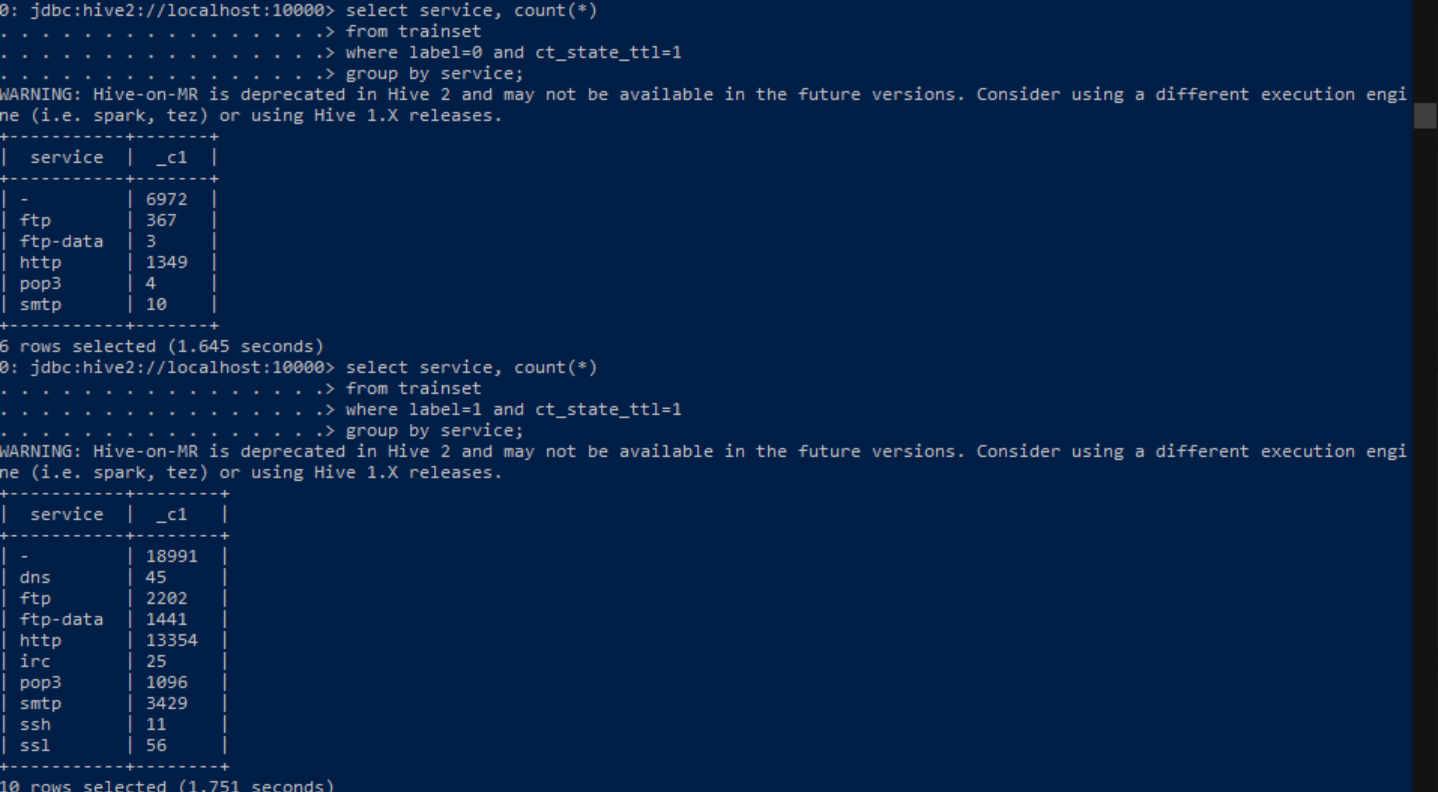 0: jdbc:hive2://localhost:10000> select service, count(*)
. . . . . . . . . . . . . . . .> from trainset
. . . . . . . . . . . . . . . .> where label=0 and ct_state_ttl=1
. . . . . . . . . . . . . . . .> group by service;
WARNING: Hive-on-MR is deprecated in Hive 2 and may not be available in the future versions. Consider using a different execution engi
ne (i.e. spark, tez) or using Hive 1.X releases.
+-----------+-------+
|  service  |  _c1  |
+-----------+-------+
| -         | 6972  |
| ftp       | 367   |
| ftp-data  | 3     |
| http      | 1349  |
| pop3      | 4     |
| smtp      | 10    |
+-----------+-------+
6 rows selected (1.645 seconds)
0: jdbc:hive2://localhost:10000> select service, count(*)
. . . . . . . . . . . . . . . .> from trainset
. . . . . . . . . . . . . . . .> where label=1 and ct_state_ttl=1
. . . . . . . . . . . . . . . .> group by service;
WARNING: Hive-on-MR is deprecated in Hive 2 and may not be available in the future versions. Consider using a different execution engi
ne (i.e. spark, tez) or using Hive 1.X releases.
+-----------+--------+
|  service  |  _c1   |
+-----------+--------+
| -         | 18991  |
| dns       | 45     |
| ftp       | 2202   |
| ftp-data  | 1441   |
| http      | 13354  |
| irc       | 25     |
| pop3      | 1096   |
| smtp      | 3429   |
| ssh       | 11     |
| ssl       | 56     |
+-----------+--------+
10 rows selected (1.751 seconds)